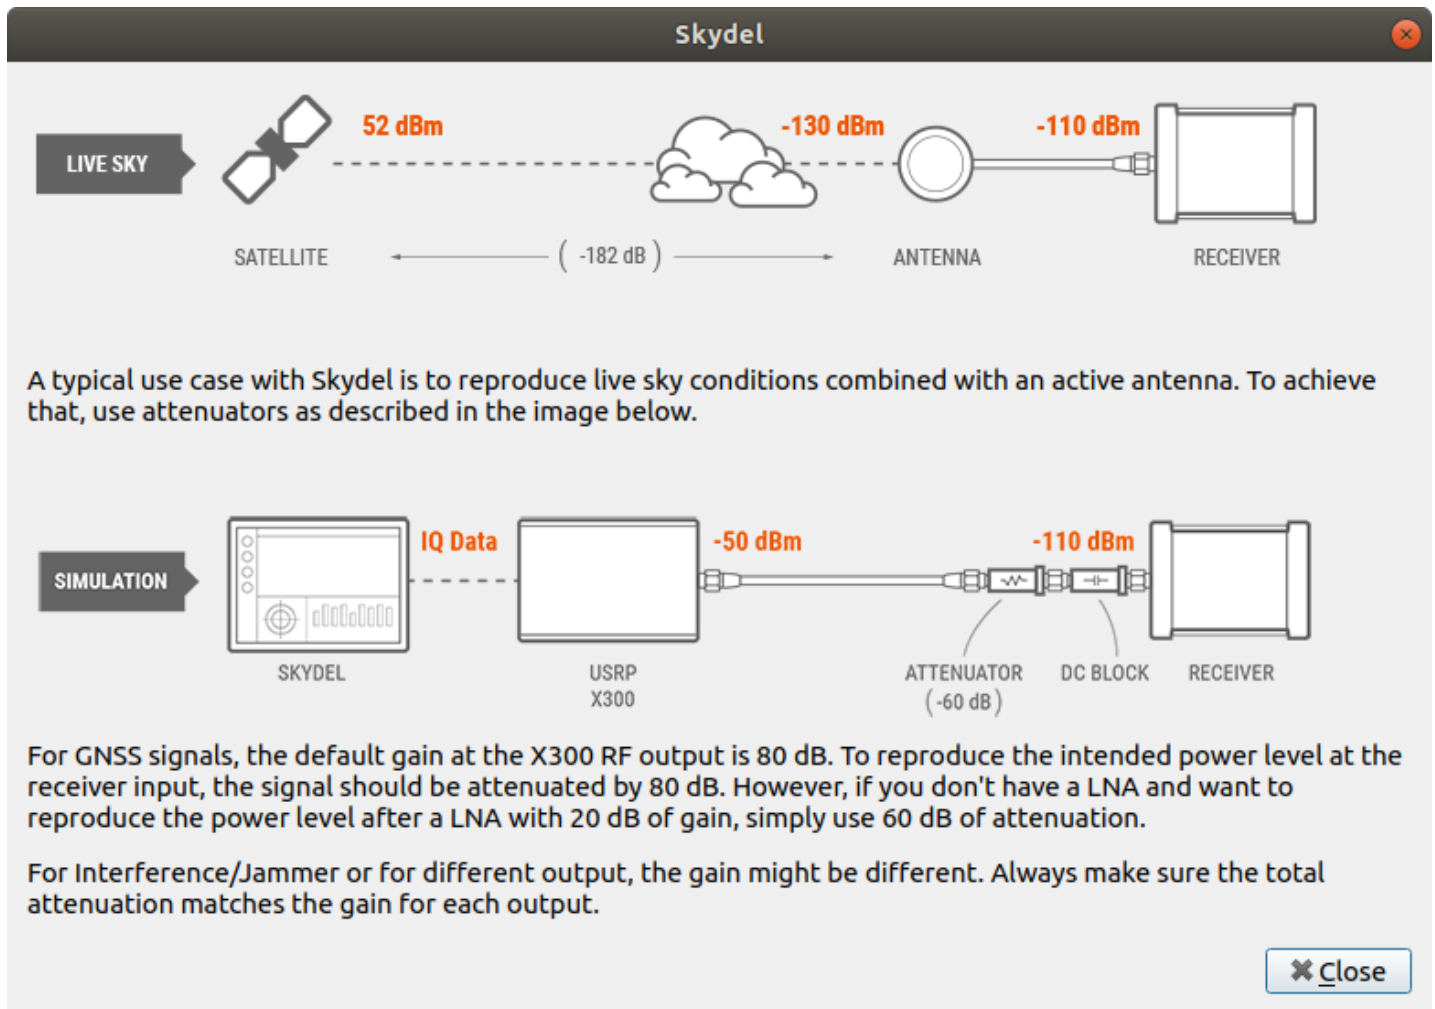 Skydel
LIVE SKY
52 dBm
-130 dBm
-110 dBm
SATELLITE
( -182 dB )
ANTENNA
RECEIVER
A typical use case with Skydel is to reproduce live sky conditions combined with an active antenna. To achieve
that, use attenuators as described in the image below.
SIMULATION
IQ Data
-50 dBm
-110 dBm
SKYDEL
USRP
X300
ATTENUATOR
(-60 dB)
DC BLOCK
RECEIVER
For GNSS signals, the default gain at the X300 RF output is 80 dB. To reproduce the intended power level at the
receiver input, the signal should be attenuated by 80 dB. However, if you don't have a LNA and want to
reproduce the power level after a LNA with 20 dB of gain, simply use 60 dB of attenuation.
For Interference/Jammer or for different output, the gain might be different. Always make sure the total
attenuation matches the gain for each output.
Close